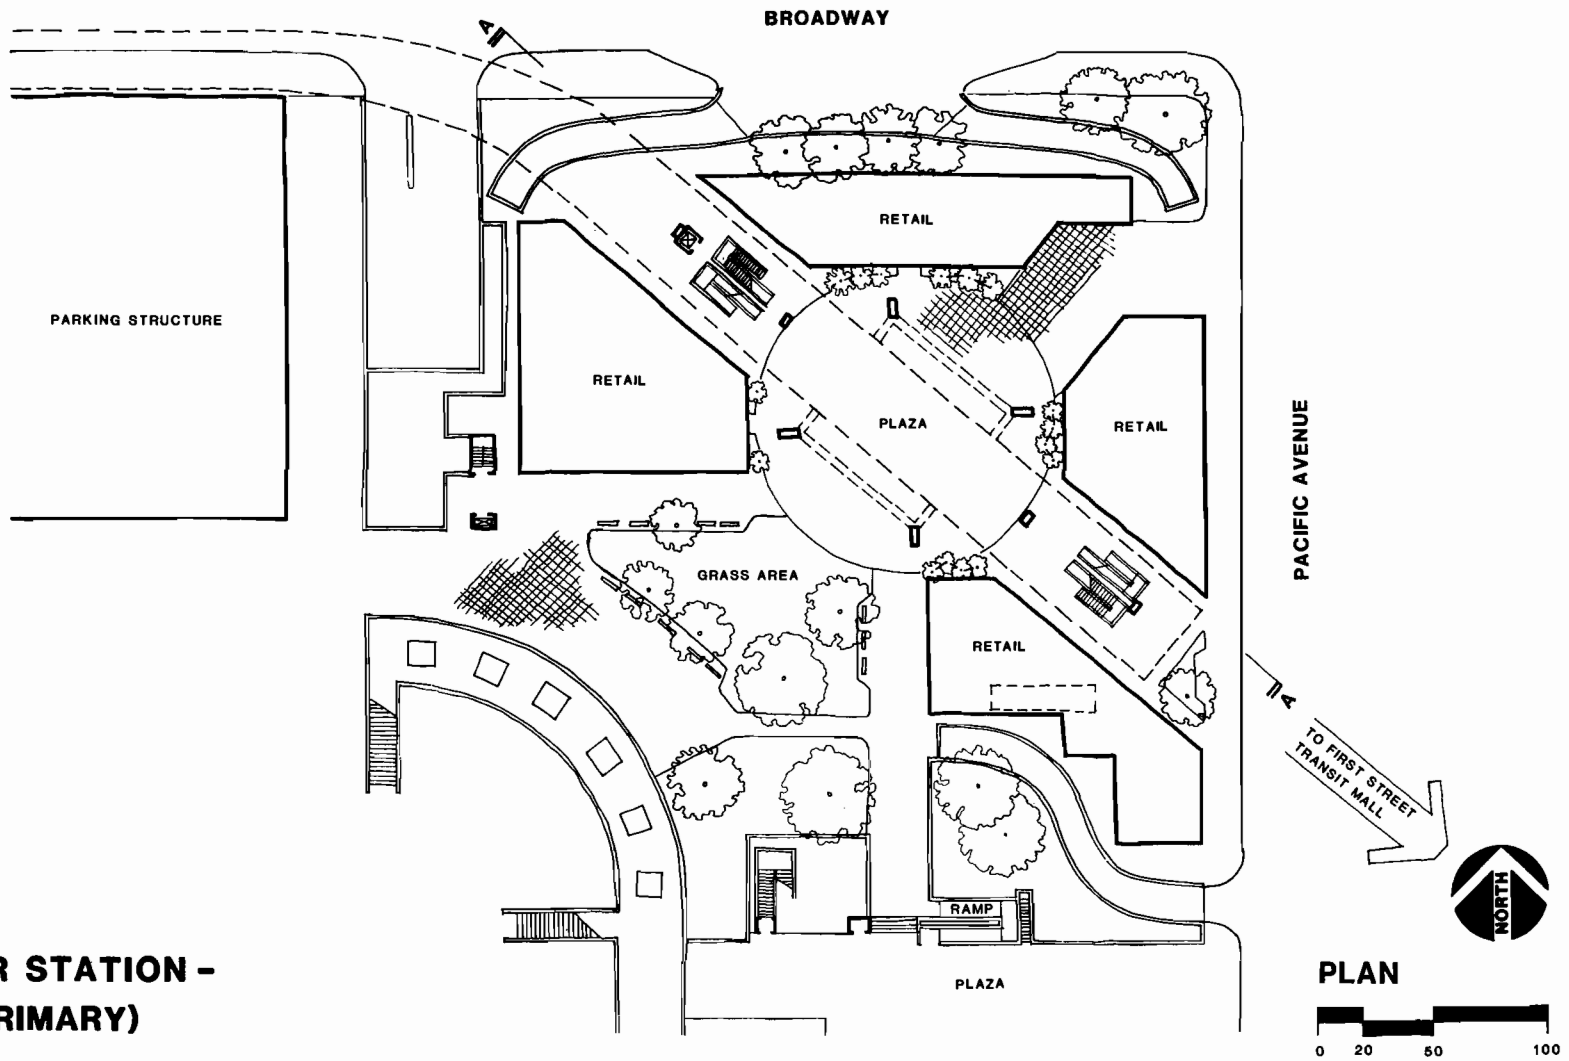 BROADWAY
A
RETAIL
PARKING STRUCTURE
RETAIL
PLAZA
RETAIL
PACIFIC AVENUE
GRASS AREA
RETAIL
A
TO FIRST STREET
TRANSIT MALL
NORTH
RAMP
R STATION –
RIMARY)
PLAZA
PLAN
0 20 50 100